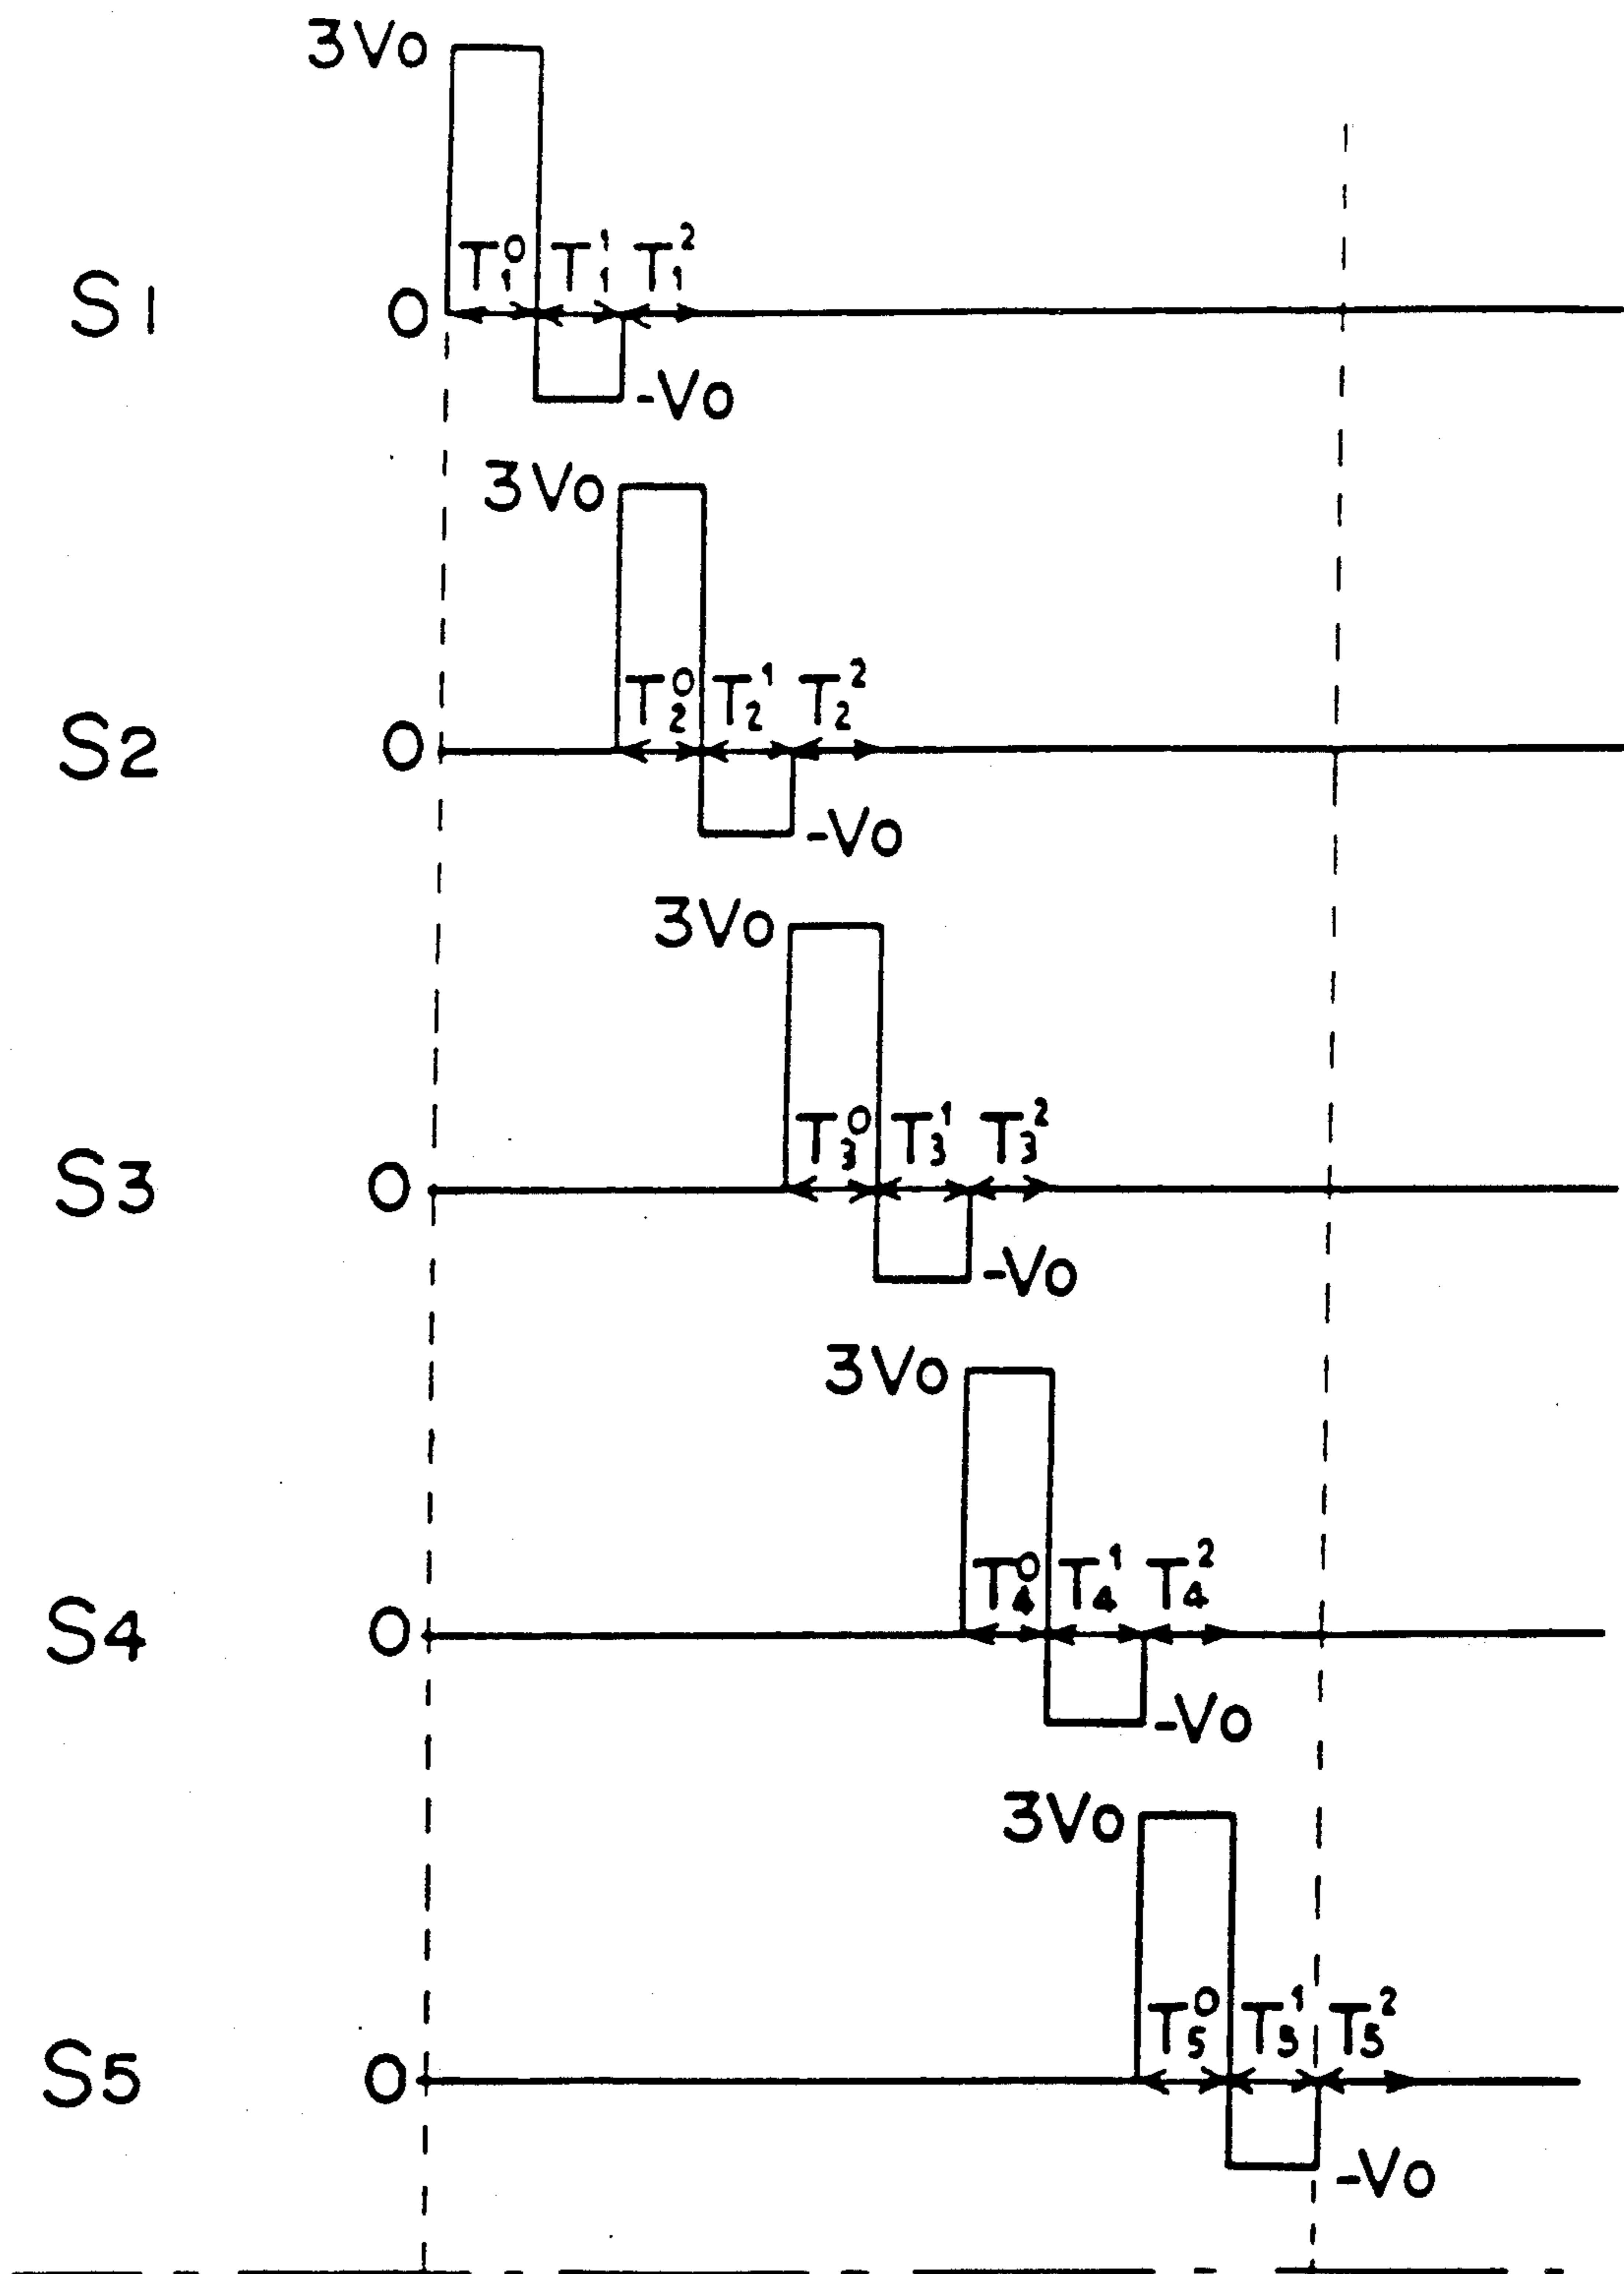 3Vo
T₁⁰ T₁¹ T₁²
S1 0
-Vo
3Vo
T₂⁰ T₂¹ T₂²
S2 0
-Vo
3Vo
T₃⁰ T₃¹ T₃²
S3 0
-Vo
3Vo
T₄⁰ T₄¹ T₄²
S4 0
-Vo
3Vo
T₅⁰ T₅¹ T₅²
S5 0
-Vo